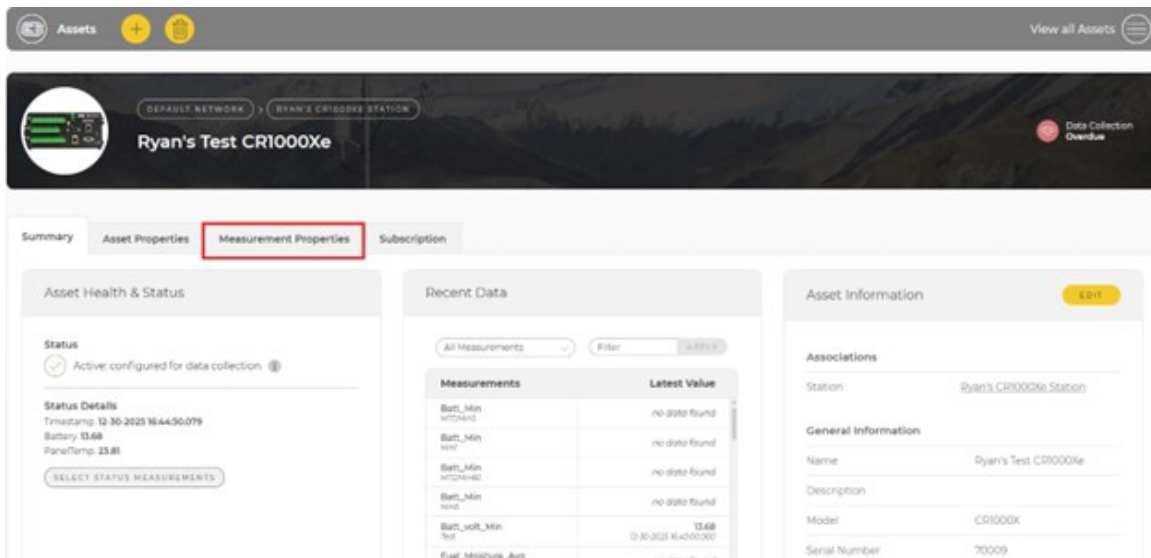 Assets
View all Assets
DEFAULT NETWORK > RYAN'S CR1000XE STATION
Ryan's Test CR1000Xe
Data Collection
Overdue
Summary
Asset Properties
Measurement Properties
Subscription
Asset Health & Status
Status
Active: configured for data collection
Status Details
Timestamp: 12-30-2025 16:44:50.079
Battery: 13.68
PanelTemp: 23.81
SELECT STATUS MEASUREMENTS
Recent Data
All Measurements
Filter
APPLY
Measurements
Latest Value
Batt_Min
no data found
Batt_Min
no data found
Batt_Min
no data found
Batt_Min
no data found
Batt_volt_Min
13.68
Test
Fuel_Moisture_Avg
Asset Information
EDIT
Associations
Station
Ryan's CR1000Xe Station
General Information
Name
Ryan's Test CR1000Xe
Description
Model
CR1000X
Serial Number
70009